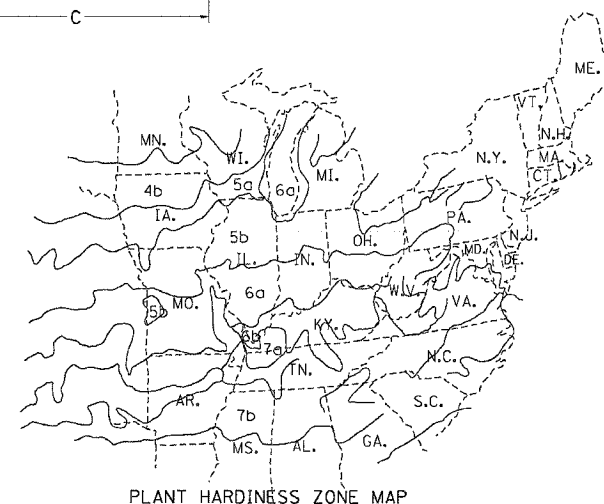 C
ME.
VT.
MN.
N.H.
WI.
N.Y.
MA.
MI.
CT.
4b
5a
6a
IA.
PA.
5b
OH.
N.J.
IL.
IN.
MD.
DE.
6a
W.V.
MO.
5b
VA.
KY.
6b
7a
N.C.
TN.
AR.
S.C.
7b
MS.
AL.
GA.
PLANT HARDINESS ZONE MAP